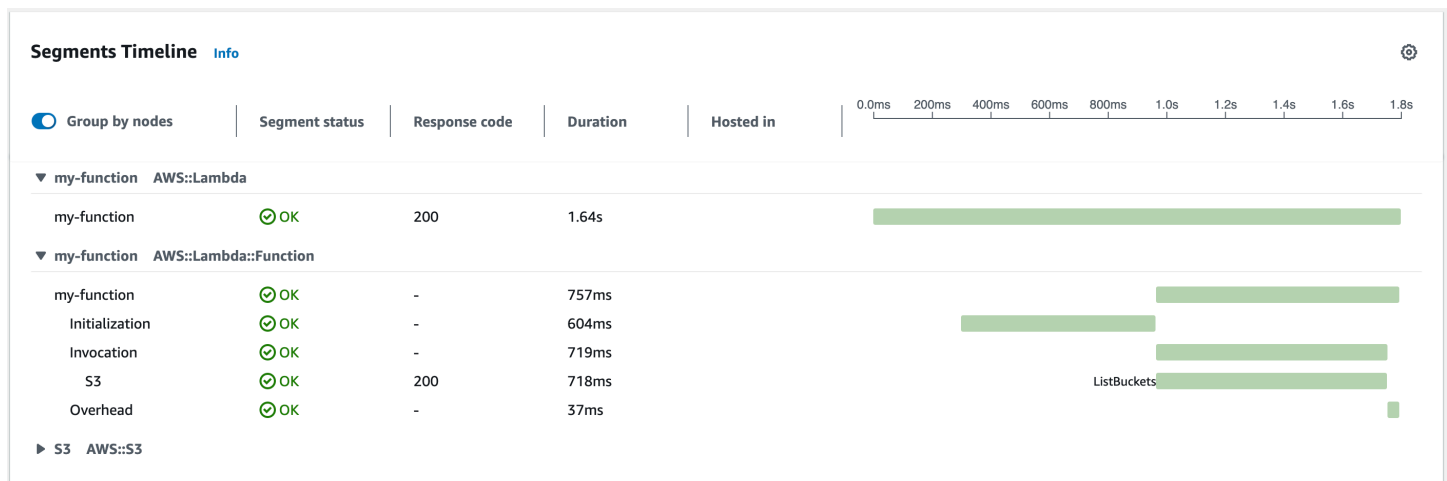 Segments Timeline Info
0.0ms 200ms 400ms 600ms 800ms 1.0s 1.2s 1.4s 1.6s 1.8s
Group by nodes Segment status Response code Duration Hosted in
my-function AWS::Lambda
my-function OK 200 1.64s
my-function AWS::Lambda::Function
my-function OK - 757ms
Initialization OK - 604ms
Invocation OK - 719ms
S3 OK 200 718ms ListBuckets
Overhead OK - 37ms
S3 AWS::S3